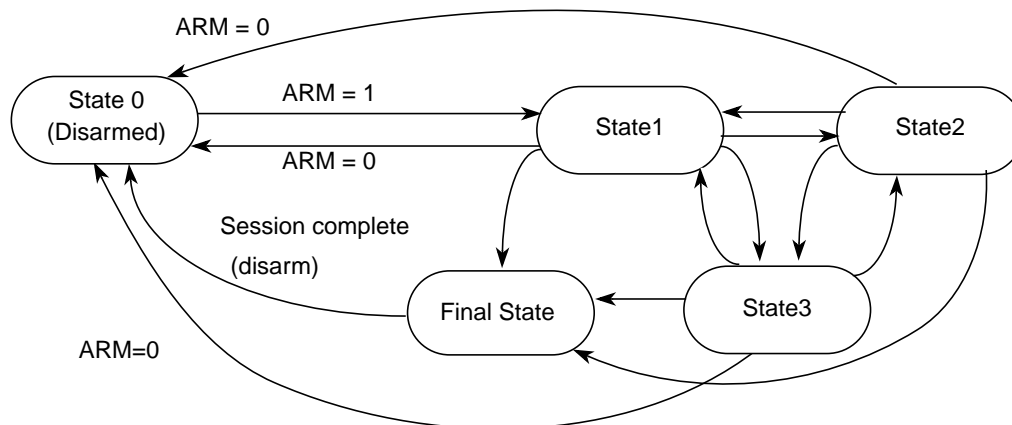 ARM = 0
State 0
(Disarmed)
ARM = 1
State1
State2
ARM = 0
Session complete
(disarm)
Final State
State3
ARM=0